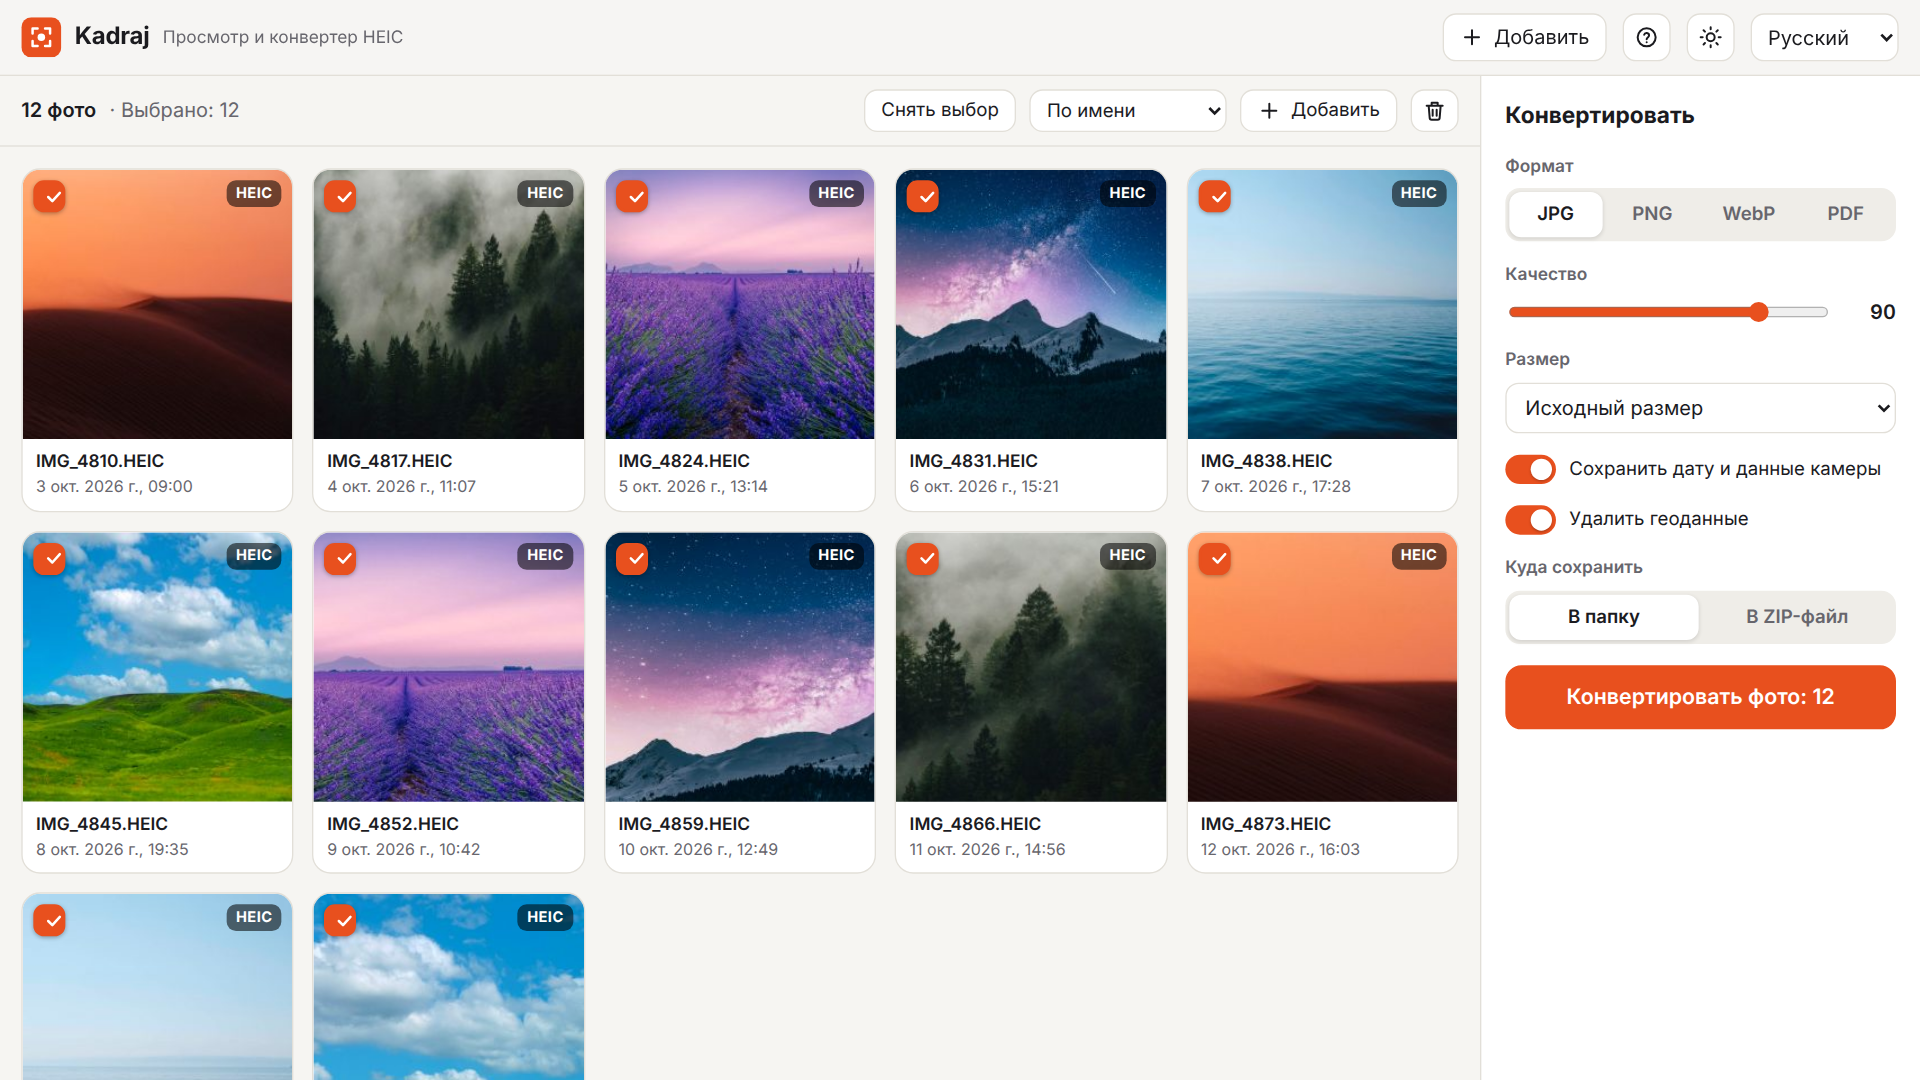 Kadraj Просмотр и конвертер HEIC
Добавить
Русский
12 фото · Выбрано: 12
Снять выбор
По имени
Добавить
HEIC
HEIC
HEIC
HEIC
HEIC
IMG_4810.HEIC
3 окт. 2026 г., 09:00
IMG_4817.HEIC
4 окт. 2026 г., 11:07
IMG_4824.HEIC
5 окт. 2026 г., 13:14
IMG_4831.HEIC
6 окт. 2026 г., 15:21
IMG_4838.HEIC
7 окт. 2026 г., 17:28
HEIC
HEIC
HEIC
HEIC
HEIC
IMG_4845.HEIC
8 окт. 2026 г., 19:35
IMG_4852.HEIC
9 окт. 2026 г., 10:42
IMG_4859.HEIC
10 окт. 2026 г., 12:49
IMG_4866.HEIC
11 окт. 2026 г., 14:56
IMG_4873.HEIC
12 окт. 2026 г., 16:03
HEIC
HEIC
Конвертировать
Формат
JPG PNG WebP PDF
Качество
90
Размер
Исходный размер
Сохранить дату и данные камеры
Удалить геоданные
Куда сохранить
В папку В ZIP-файл
Конвертировать фото: 12